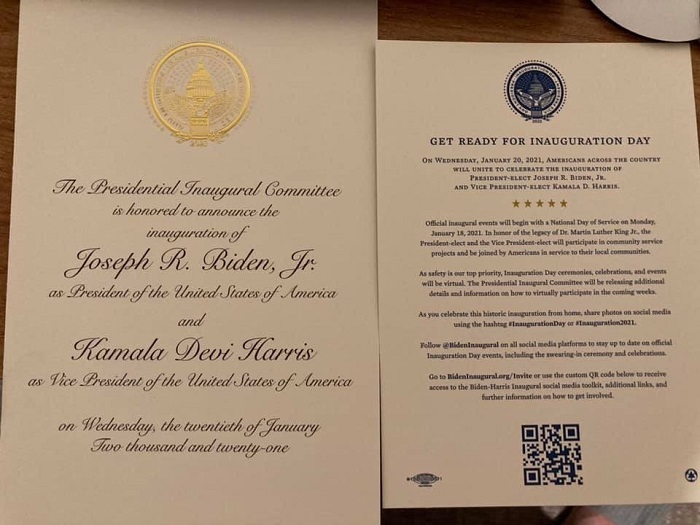 The Presidential Inaugural Committee
is honored to announce the
inauguration of
Joseph R. Biden, Jr.
as President of the United States of America
and
Kamala Devi Harris
as Vice President of the United States of America
on Wednesday, the twentieth of January
Two thousand and twenty-one
GET READY FOR INAUGURATION DAY
ON WEDNESDAY, JANUARY 20, 2021, AMERICANS ACROSS THE COUNTRY
WILL UNITE TO CELEBRATE THE INAUGURATION OF
PRESIDENT-ELECT JOSEPH R. BIDEN, JR.
AND VICE PRESIDENT-ELECT KAMALA D. HARRIS.
Official inaugural events will begin with a National Day of Service on Monday,
January 18, 2021. In honor of the legacy of Dr. Martin Luther King Jr., the
President-elect and the Vice President-elect will participate in community service
projects and be joined by Americans in service to their local communities.
As safety is our top priority, Inauguration Day ceremonies, celebrations, and events
will be virtual. The Presidential Inaugural Committee will be releasing additional
details and information on how to virtually participate in the coming weeks.
As you celebrate this historic inauguration from home, share photos on social media
using the hashtag #InaugurationDay or #Inauguration2021.
Follow @BidenInaugural on all social media platforms to stay up to date on official
Inauguration Day events, including the swearing-in ceremony and celebrations.
Go to BidenInaugural.org/Invite or use the custom QR code below to receive
access to the Biden-Harris Inaugural social media toolkit, additional links, and
further information on how to get involved.